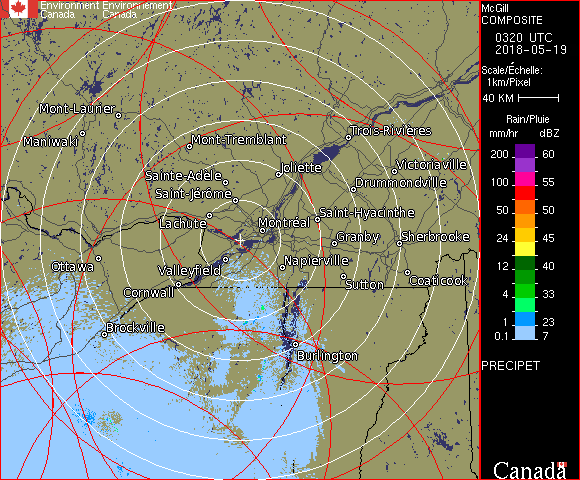 Environment Environnement
Canada Canada
McGill
COMPOSITE
0320 UTC
2018-05-19
Scale/Échelle:
1km/Pixel
40 KM
Rain/Pluie
mm/hr dBZ
200 60
100 55
50 50
24 45
12 40
4 33
1 23
0.1 7
PRECIPET
Mont-Laurier
Maniwaki
Mont-Tremblant
Trois-Rivières
Joliette
Victoriaville
Sainte-Adèle
Drummondville
Saint-Jérôme
Saint-Hyacinthe
Lachute
Montréal
Granby
Sherbrooke
Ottawa
Valleyfield
Napierville
Cornwall
Sutton
Coaticook
Brockville
Burlington
Canada